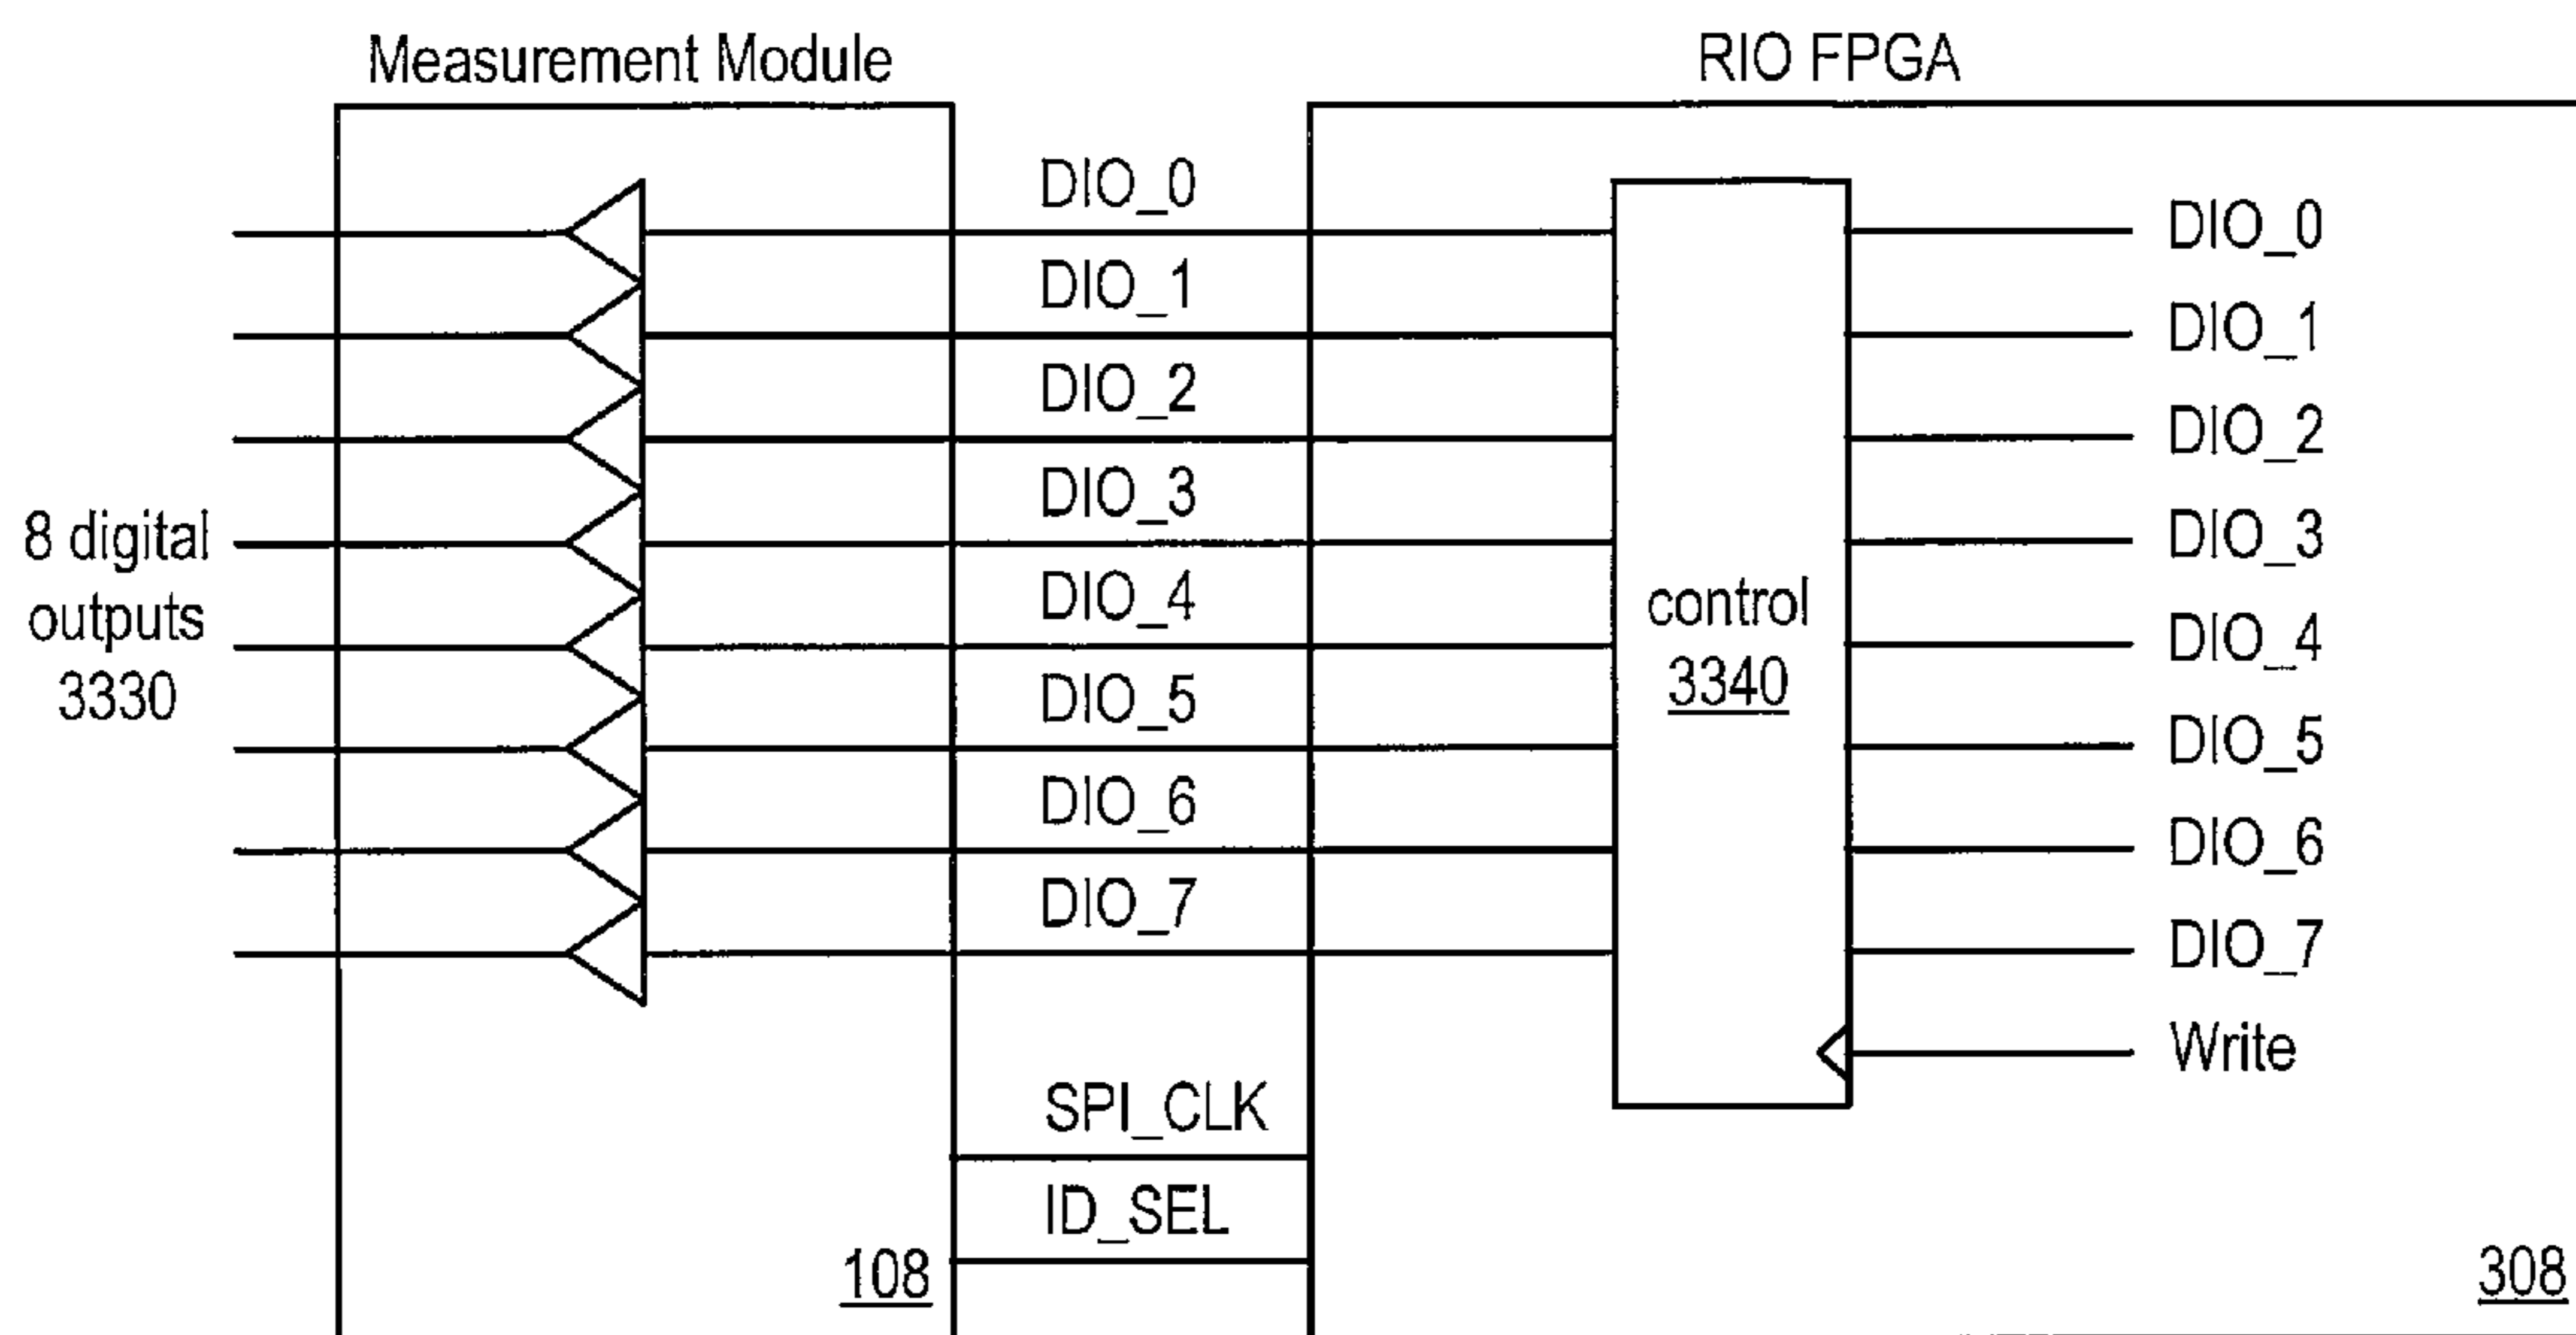 Measurement Module
RIO FPGA
DIO_0
DIO_1
DIO_2
DIO_3
DIO_4
DIO_5
DIO_6
DIO_7
SPI_CLK
ID_SEL
8 digital
outputs
3330
control
3340
DIO_0
DIO_1
DIO_2
DIO_3
DIO_4
DIO_5
DIO_6
DIO_7
Write
108
308